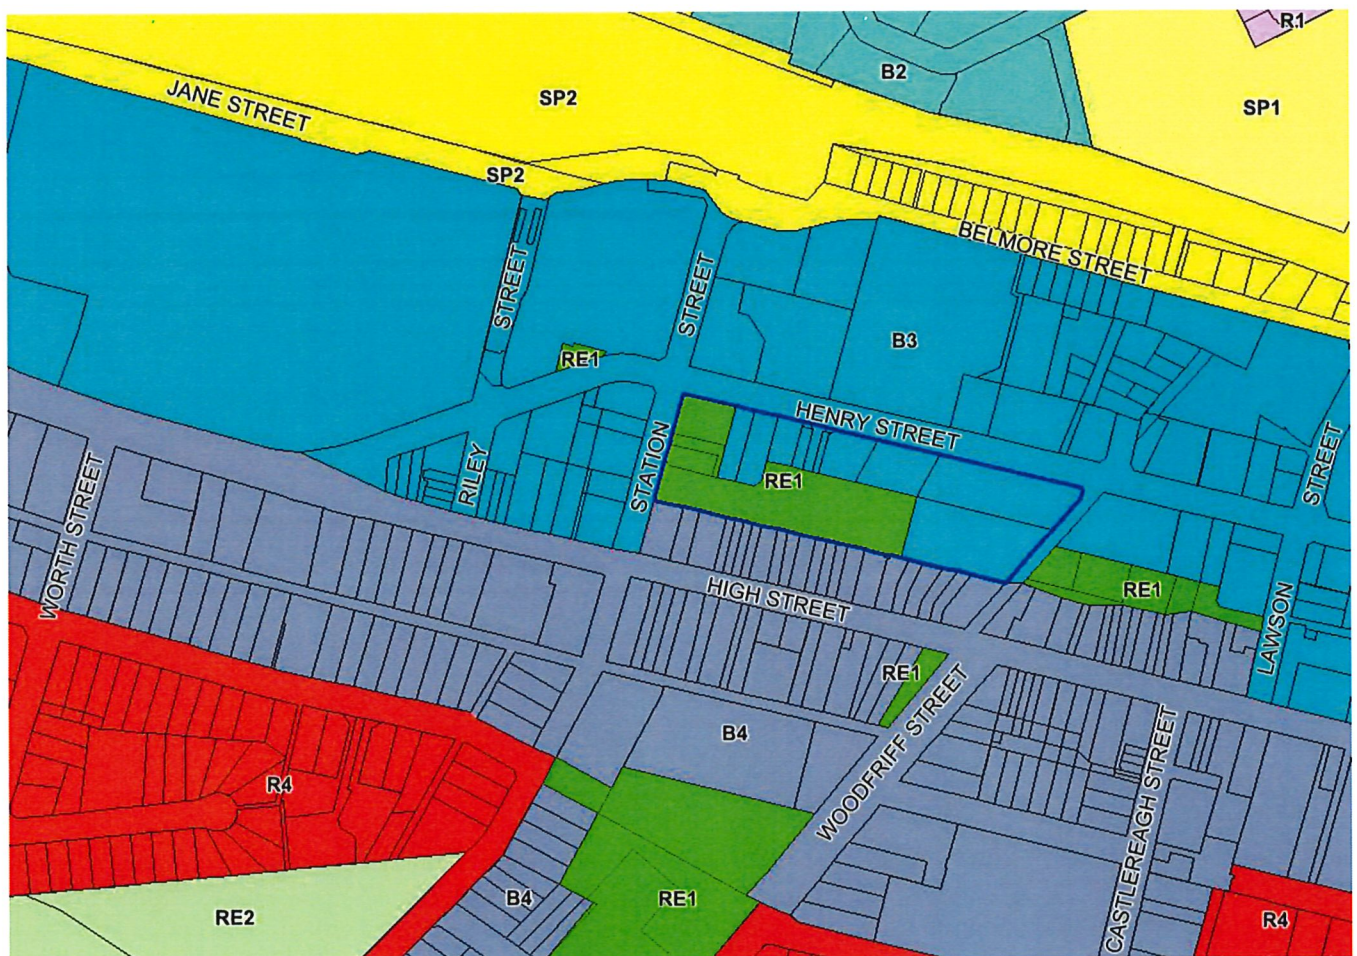 R1
B2
SP2
SP1
JANE STREET
SP2
BELMORE STREET
STREET
STREET
B3
RE1
HENRY STREET
STATION
RILEY
STREET
WORTH STREET
RE1
HIGH STREET
RE1
LAWSON
RE1
WOODFRIFF STREET
B4
CASTLEREAGH STREET
R4
B4
RE1
RE2
R4